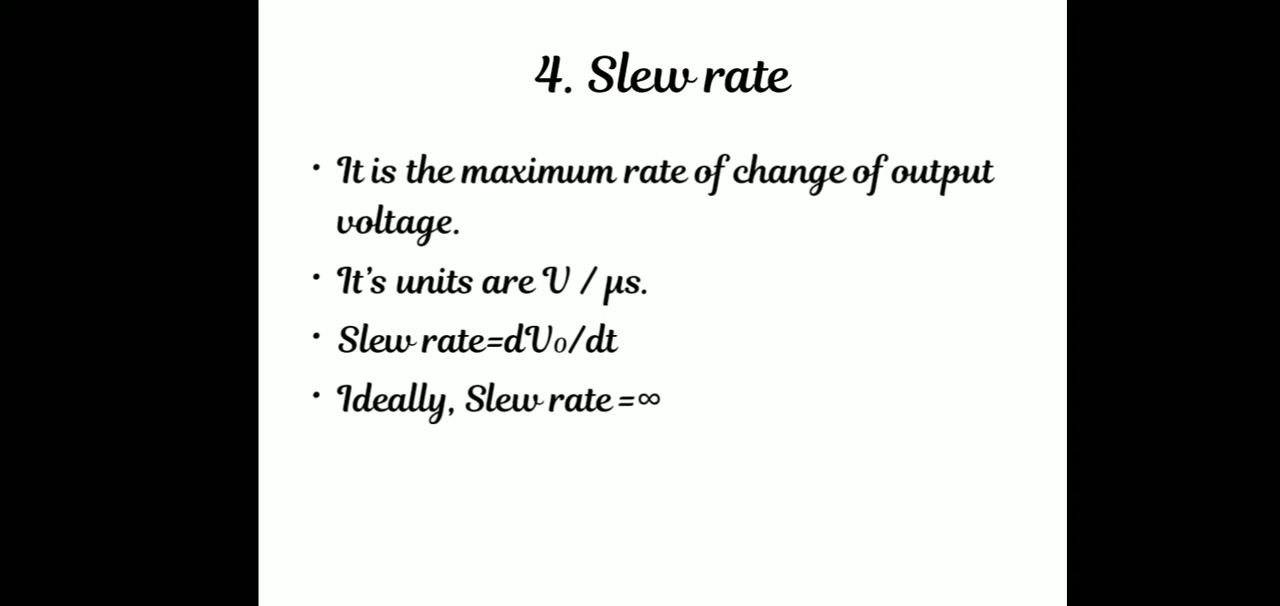 4. Slew rate
• It is the maximum rate of change of output
voltage.
• It's units are V / μs.
• Slew rate=dV₀/dt
• Ideally, Slew rate =∞